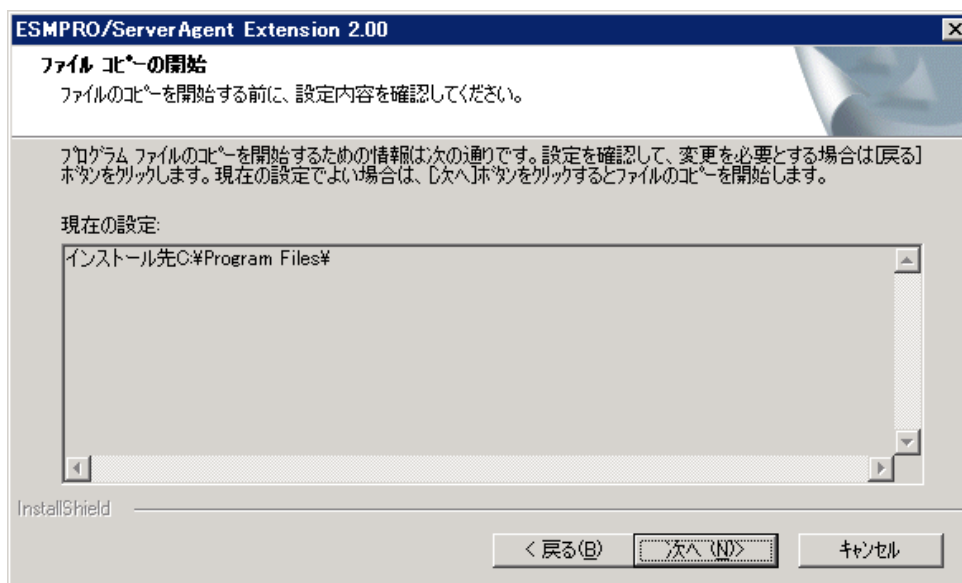 ESMPRO/ServerAgent Extension 2.00
ファイル コピーの開始
ファイルのコピーを開始する前に、設定内容を確認してください。
プログラム ファイルのコピーを開始するための情報は次の通りです。設定を確認して、変更を必要とする場合は[戻る]
ボタンをクリックします。現在の設定でよい場合は、[次へ]ボタンをクリックするとファイルのコピーを開始します。
現在の設定:
インストール先C:¥Program Files¥
InstallShield
< 戻る(B)
次へ (N)>
キャンセル